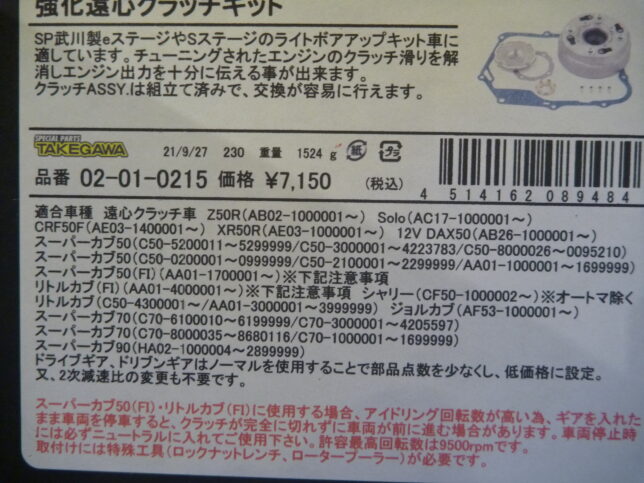 強化遠心クラッチキット
SP武川製eステージやSステージのライトボアアップキット車に
適しています。チューニングされたエンジンのクラッチ滑りを解
消しエンジン出力を十分に伝える事が出来ます。
クラッチASSY.は組立て済みで、交換が容易に行えます。
SPECIAL PARTS
TAKEGAWA 21/9/27 230 重量 1524 g 紙 プラ
品番 02-01-0215 価格 ¥7,150 (税込)
4 514162 089484
適合車種 遠心クラッチ車 Z50R(AB02-1000001～) Solo(AC17-1000001～)
CRF50F(AE03-1400001～) XR50R(AE03-1000001～) 12V DAX50(AB26-1000001～)
スーパーカブ50(C50-5200011～5299999/C50-3000001～4223783/C50-8000026～0095210)
スーパーカブ50(C50-0200001～0999999/C50-2100001～2299999/AA01-1000001～1699999)
スーパーカブ50(FI)(AA01-1700001～)※下記注意事項
リトルカブ(FI)(AA01-4000001～)※下記注意事項 シャリー(CF50-1000002～)※オートマ除く
リトルカブ(C50-4300001～/AA01-3000001～3999999) ジョルカブ(AF53-1000001～)
スーパーカブ70(C70-6100010～6199999/C70-3000001～4205597)
スーパーカブ70(C70-8000035～8680116/C70-1000001～1699999)
スーパーカブ90(HA02-1000004～2899999)
ドライブギア、ドリブンギアはノーマルを使用することで部品点数を少なくし、低価格に設定。
又、2次減速比の変更も不要です。
スーパーカブ50(FI)・リトルカブ(FI)に使用する場合、アイドリング回転数が高い為、ギアを入れた
まま車両を停車すると、クラッチが完全に切れずに車両が前に進む場合があります。車両停止時
には必ずニュートラルに入れてご使用下さい。許容最高回転数は9500rpmです。
取付けには特殊工具(ロックナットレンチ、ロータープーラー)が必要です。